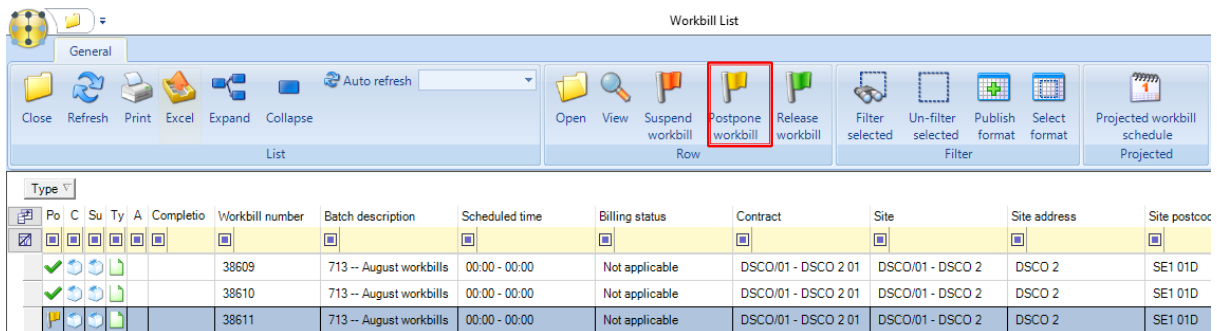 Workbill List
General
Close
Refresh
Print
Excel
Expand
Collapse
Auto refresh
List
Open
View
Suspend workbill
Postpone workbill
Release workbill
Row
Filter selected
Un-filter selected
Publish format
Select format
Filter
Projected workbill schedule
Projected
Type
Po C Su Ty A Completio Workbill number Batch description Scheduled time Billing status Contract Site Site address Site postcoc
38609 713 -- August workbills 00:00 - 00:00 Not applicable DSCO/01 - DSCO 2 01 DSCO/01 - DSCO 2 DSCO 2 SE1 01D
38610 713 -- August workbills 00:00 - 00:00 Not applicable DSCO/01 - DSCO 2 01 DSCO/01 - DSCO 2 DSCO 2 SE1 01D
38611 713 -- August workbills 00:00 - 00:00 Not applicable DSCO/01 - DSCO 2 01 DSCO/01 - DSCO 2 DSCO 2 SE1 01D